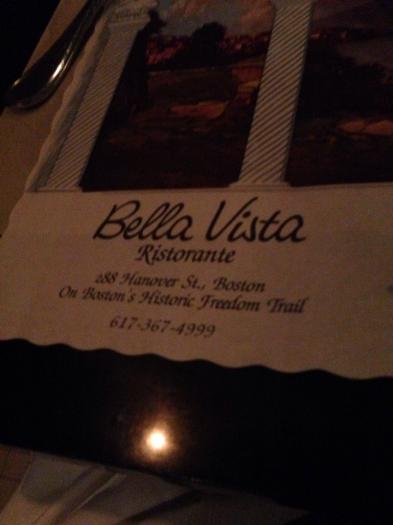 Bella Vista
Ristorante
288 Hanover St., Boston
On Boston's Historic Freedom Trail
617-367-4999